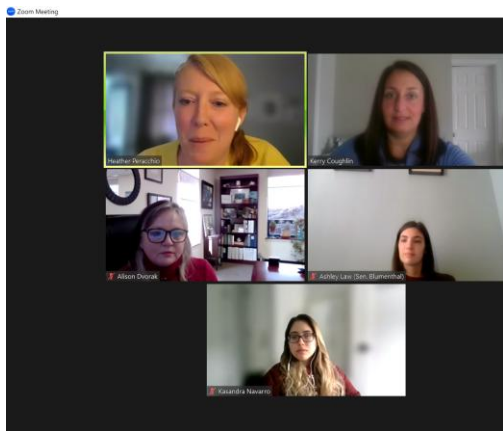 Zoom Meeting
Heather Peracchio
Kerry Coughlin
Alison Dvorak
Ashley Law (Sen. Blumenthal)
Kasandra Navarro